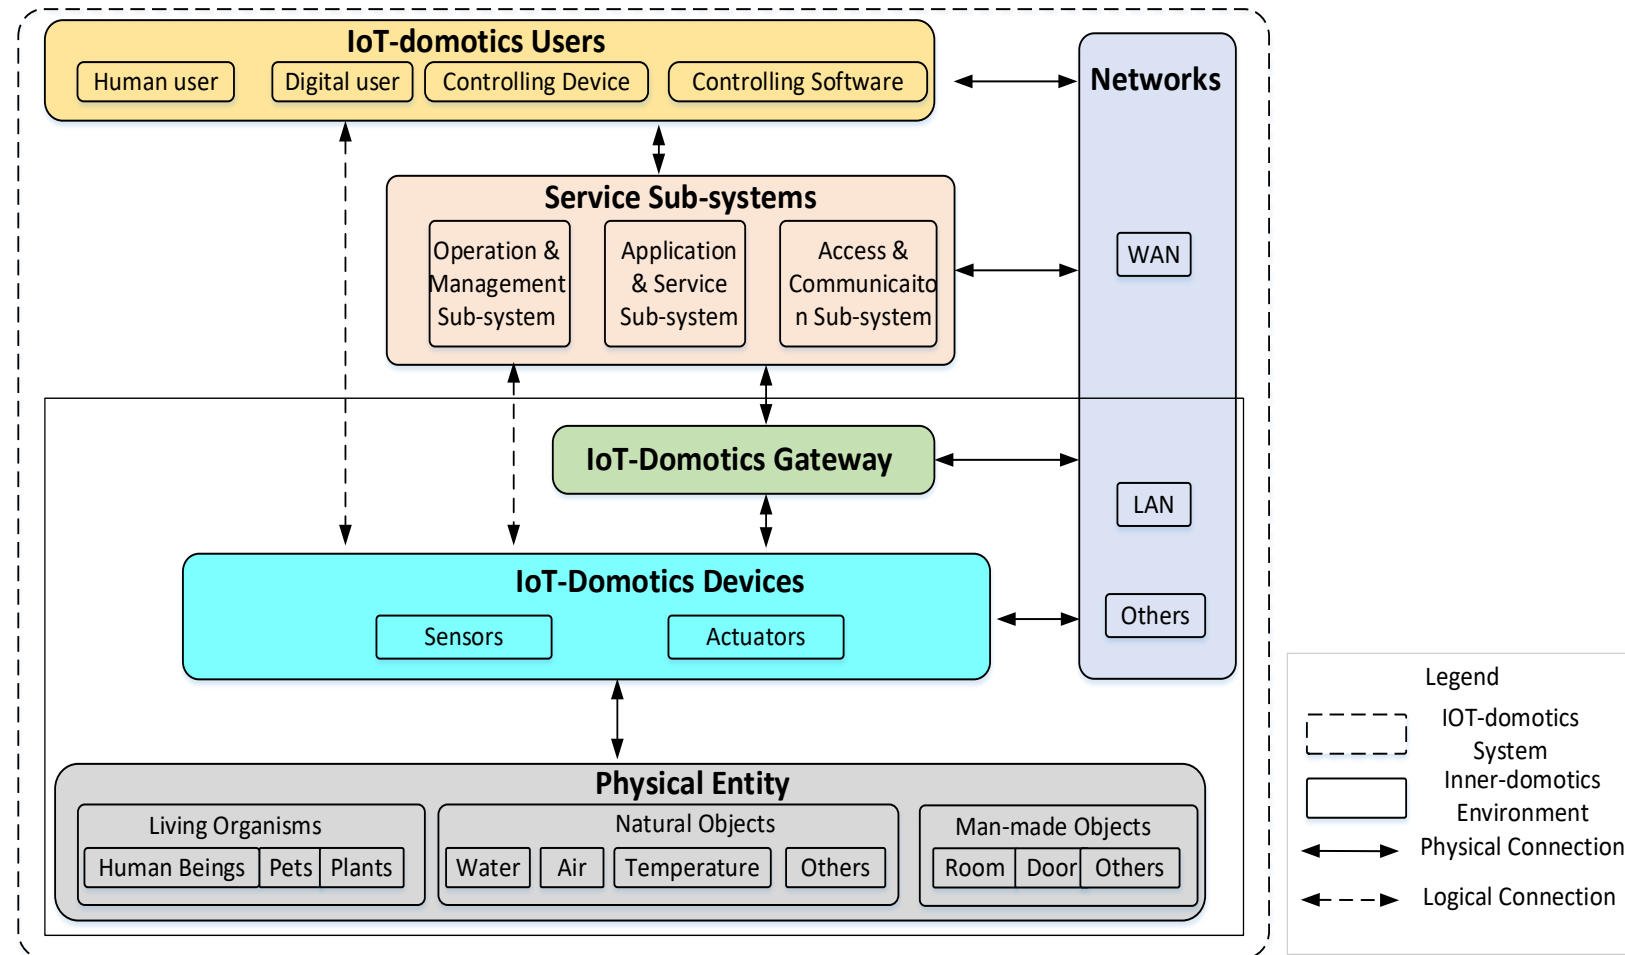 IoT-domotics Users
Human user
Digital user
Controlling Device
Controlling Software
Networks
Service Sub-systems
Operation &
Management
Sub-system
Application
& Service
Sub-system
Access &
Communicaito
n Sub-system
WAN
IoT-Domotics Gateway
LAN
IoT-Domotics Devices
Sensors
Actuators
Others
Physical Entity
Living Organisms
Human Beings
Pets
Plants
Natural Objects
Water
Air
Temperature
Others
Man-made Objects
Room
Door
Others
Legend
IOT-domotics
System
Inner-domotics
Environment
Physical Connection
Logical Connection